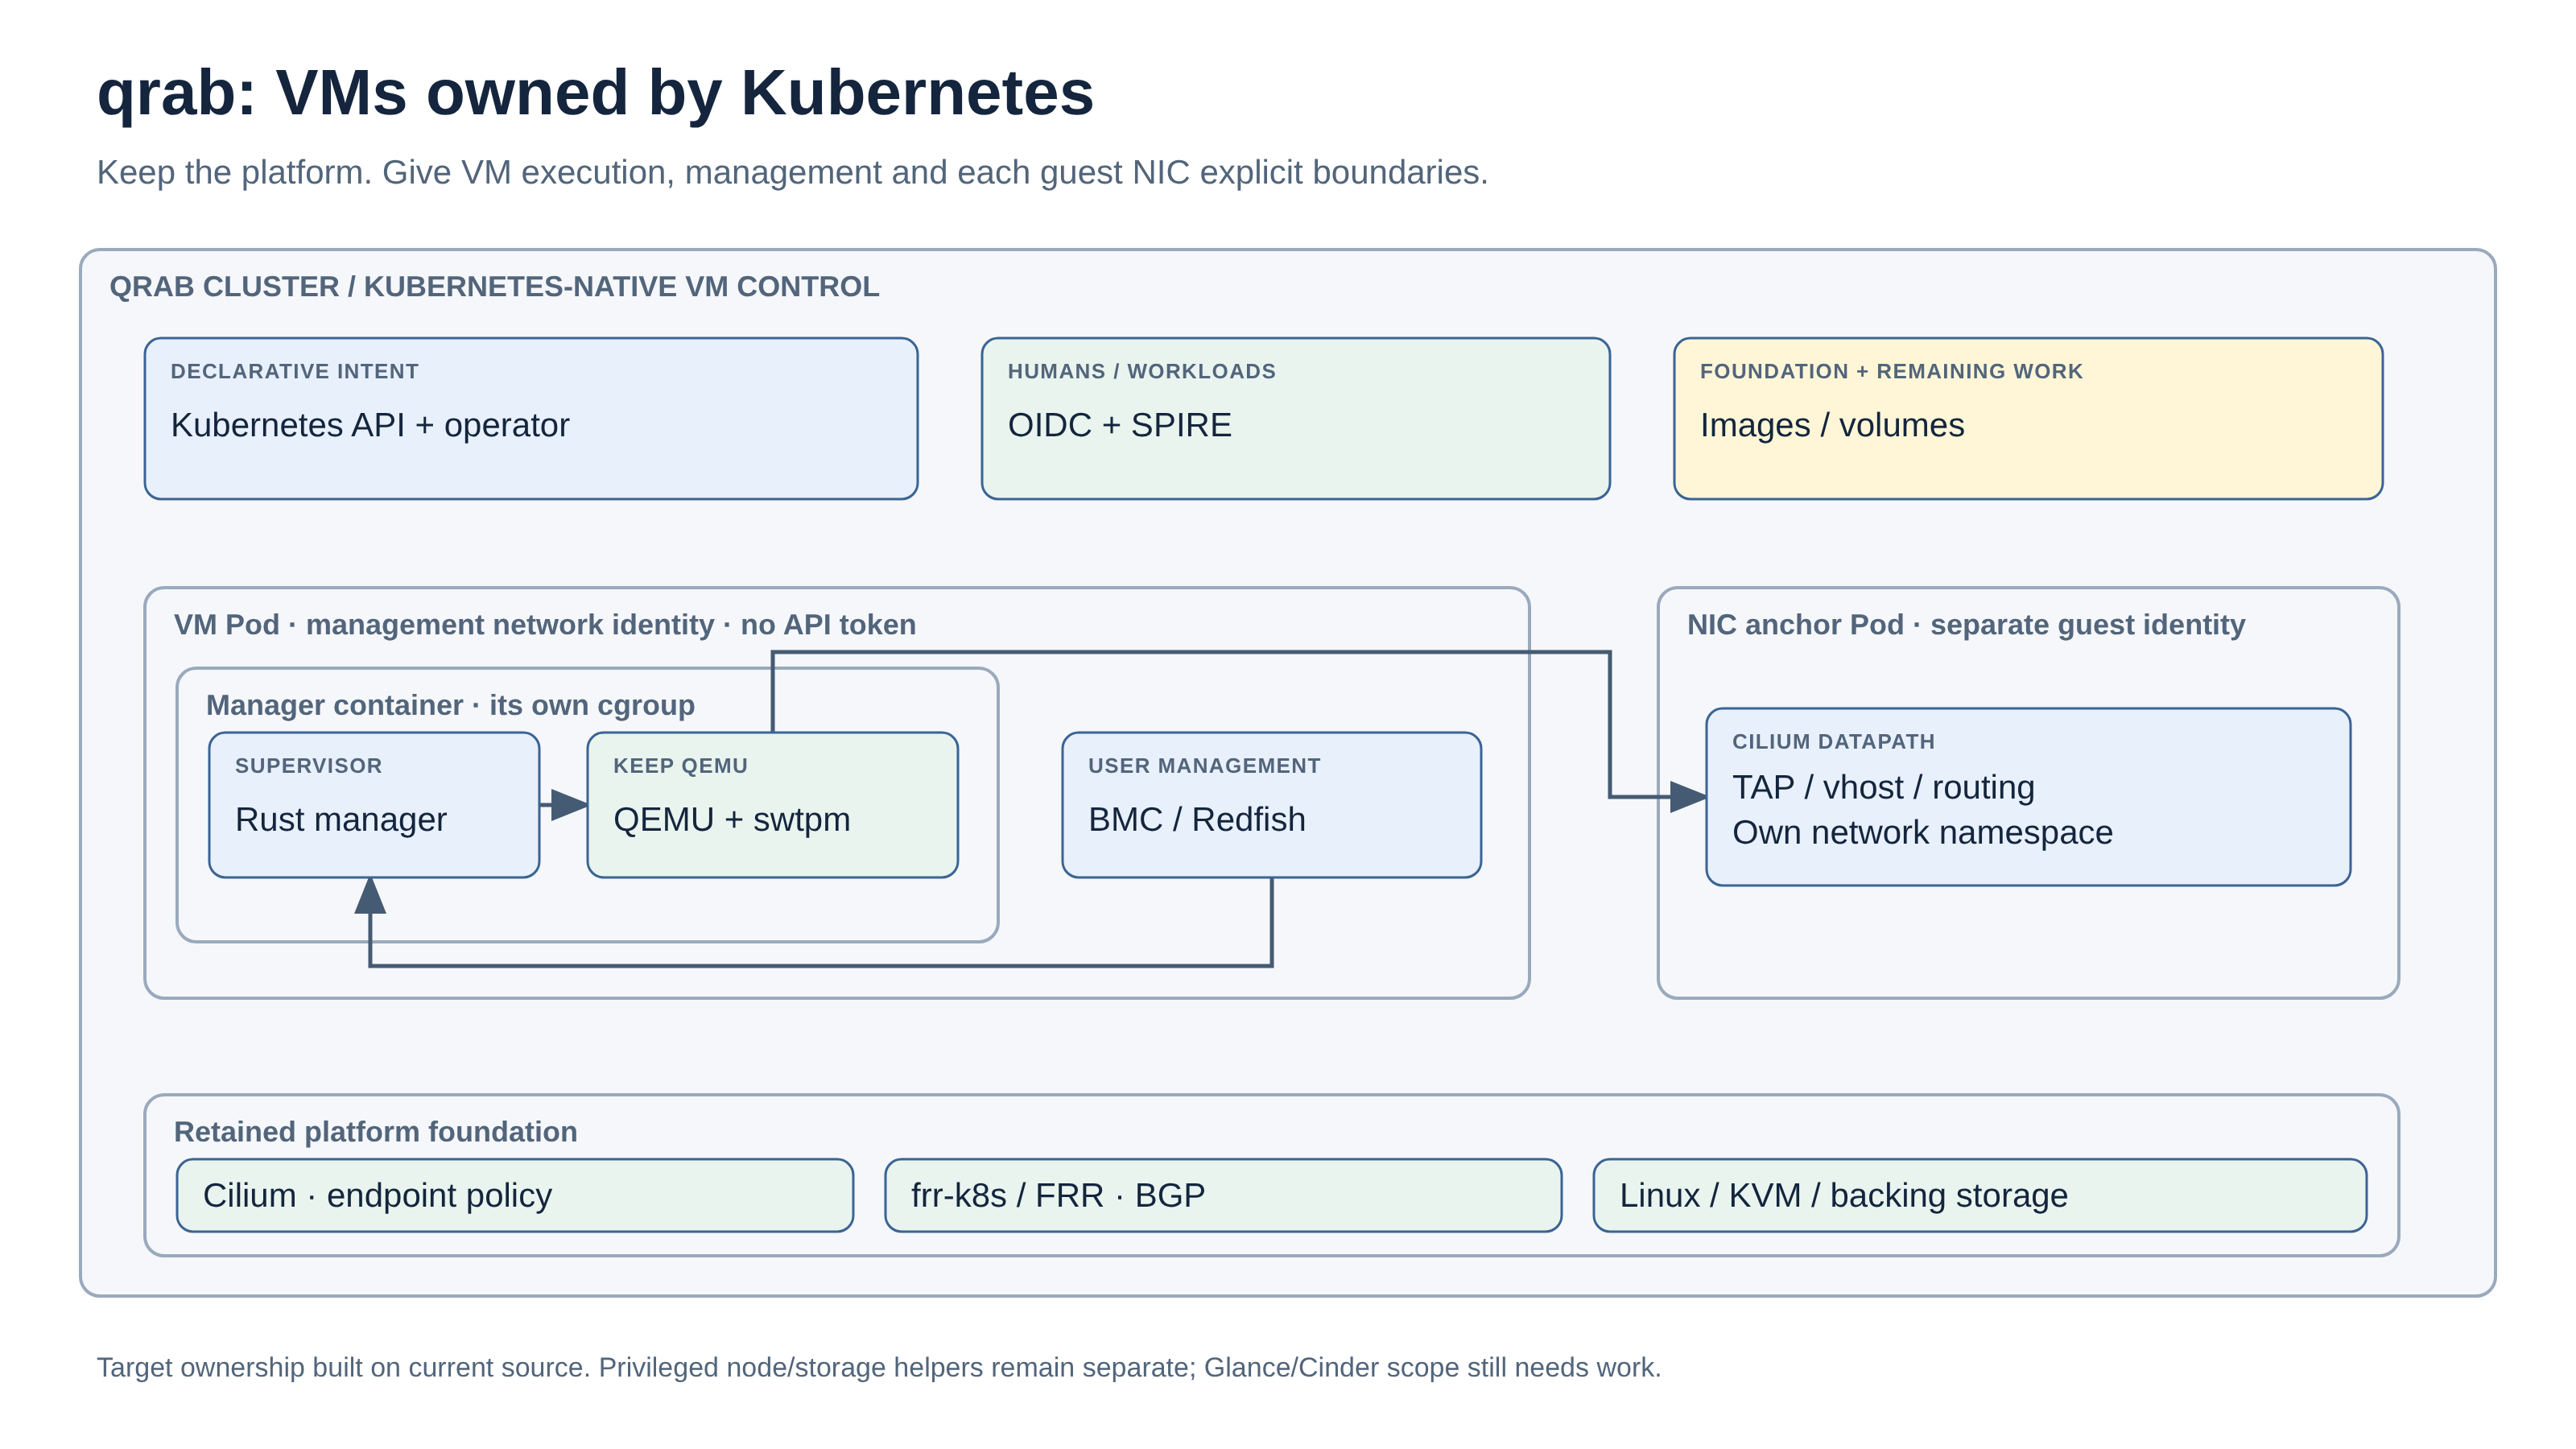 qrab: VMs owned by Kubernetes
Keep the platform. Give VM execution, management and each guest NIC explicit boundaries.
QRAB CLUSTER / KUBERNETES-NATIVE VM CONTROL
DECLARATIVE INTENT
Kubernetes API + operator
HUMANS / WORKLOADS
OIDC + SPIRE
FOUNDATION + REMAINING WORK
Images / volumes
VM Pod · management network identity · no API token
Manager container · its own cgroup
SUPERVISOR
Rust manager
KEEP QEMU
QEMU + swtpm
USER MANAGEMENT
BMC / Redfish
NIC anchor Pod · separate guest identity
CILIUM DATAPATH
TAP / vhost / routing
Own network namespace
Retained platform foundation
Cilium · endpoint policy
frr-k8s / FRR · BGP
Linux / KVM / backing storage
Target ownership built on current source. Privileged node/storage helpers remain separate; Glance/Cinder scope still needs work.